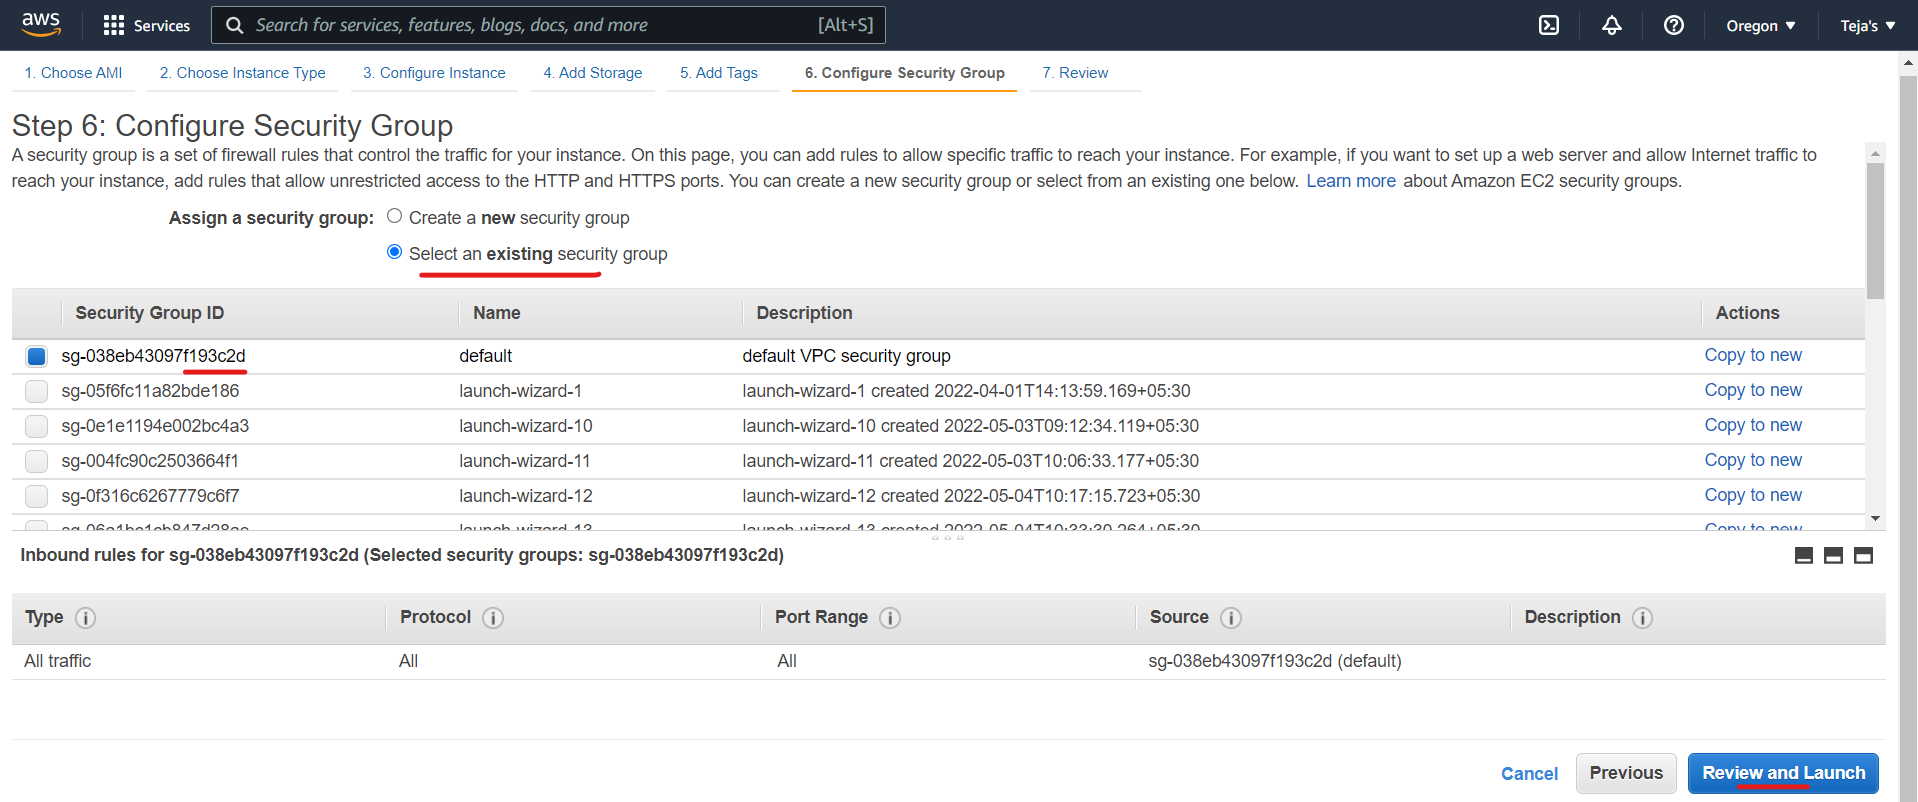 aws Services Search for services, features, blogs, docs, and more [Alt+S] Oregon Teja's
1. Choose AMI 2. Choose Instance Type 3. Configure Instance 4. Add Storage 5. Add Tags 6. Configure Security Group 7. Review
Step 6: Configure Security Group
A security group is a set of firewall rules that control the traffic for your instance. On this page, you can add rules to allow specific traffic to reach your instance. For example, if you want to set up a web server and allow Internet traffic to
reach your instance, add rules that allow unrestricted access to the HTTP and HTTPS ports. You can create a new security group or select from an existing one below. Learn more about Amazon EC2 security groups.
Assign a security group: Create a new security group
Select an existing security group
Security Group ID Name Description Actions
sg-038eb43097f193c2d default default VPC security group Copy to new
sg-05f6fc11a82bde186 launch-wizard-1 launch-wizard-1 created 2022-04-01T14:13:59.169+05:30 Copy to new
sg-0e1e1194e002bc4a3 launch-wizard-10 launch-wizard-10 created 2022-05-03T09:12:34.119+05:30 Copy to new
sg-004fc90c2503664f1 launch-wizard-11 launch-wizard-11 created 2022-05-03T10:06:33.177+05:30 Copy to new
sg-0f316c6267779c6f7 launch-wizard-12 launch-wizard-12 created 2022-05-04T10:17:15.723+05:30 Copy to new
launch-wizard-13 launch-wizard-13 created Copy to new
Inbound rules for sg-038eb43097f193c2d (Selected security groups: sg-038eb43097f193c2d)
Type Protocol Port Range Source Description
All traffic All All sg-038eb43097f193c2d (default)
Cancel Previous Review and Launch